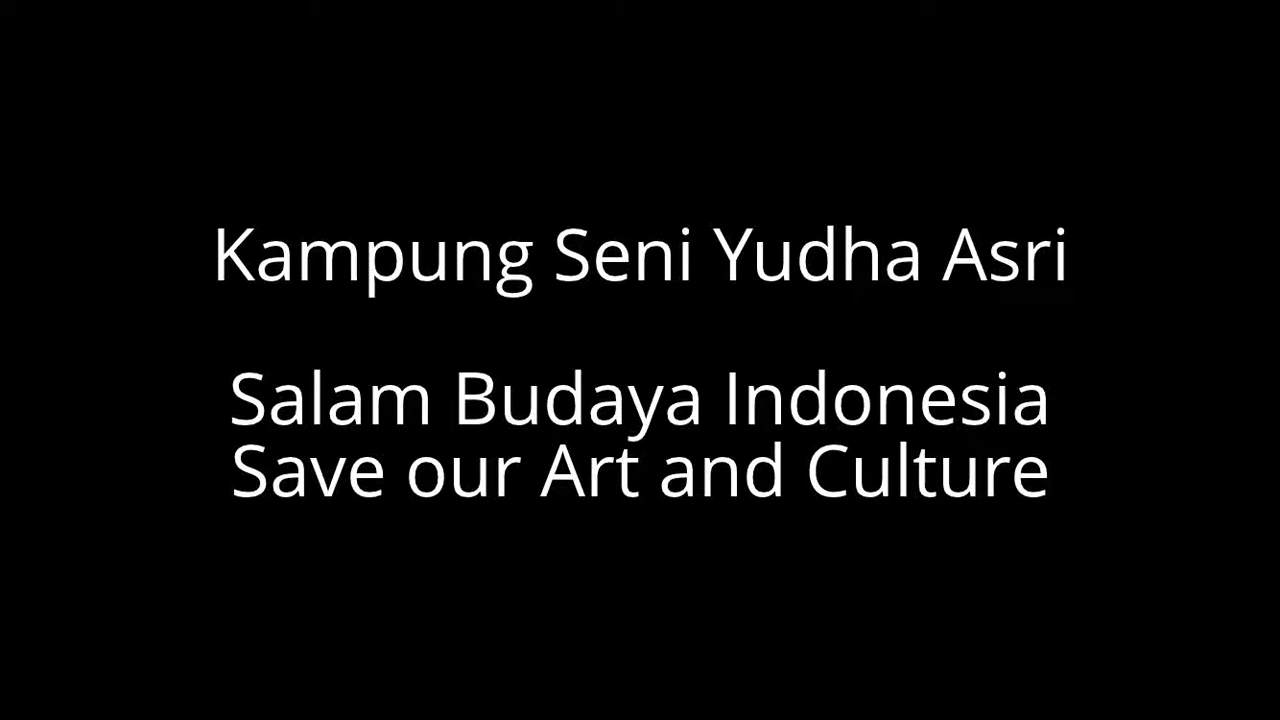 Kampung Seni Yudha Asri
Salam Budaya Indonesia
Save our Art and Culture